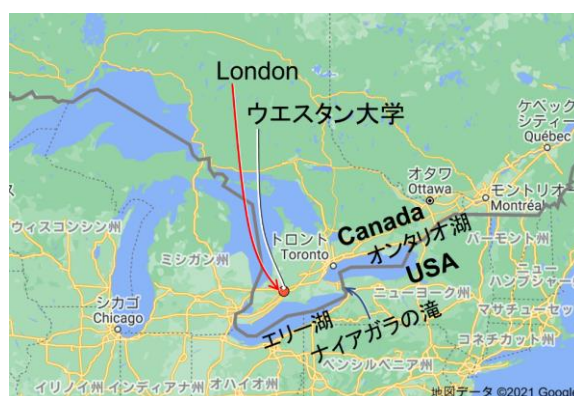 London
ウエスタン大学
ケベック
シティー
Québec
オタワ
Ottawa
モントリオ
Montréal
Canada
オンタリオ湖
トロント
Toronto
USA
バーモント州
ウィスコンシン州
ミシガン州
ニュー
ハンプシャー
ニューヨーク州
シカゴ
Chicago
マサチューセッ
エリー湖
ナイアガラの滝
コネチカット州
ペンシルベニア州
イリノイ州
インディアナ州
オハイオ州
地図データ ©2021 Google